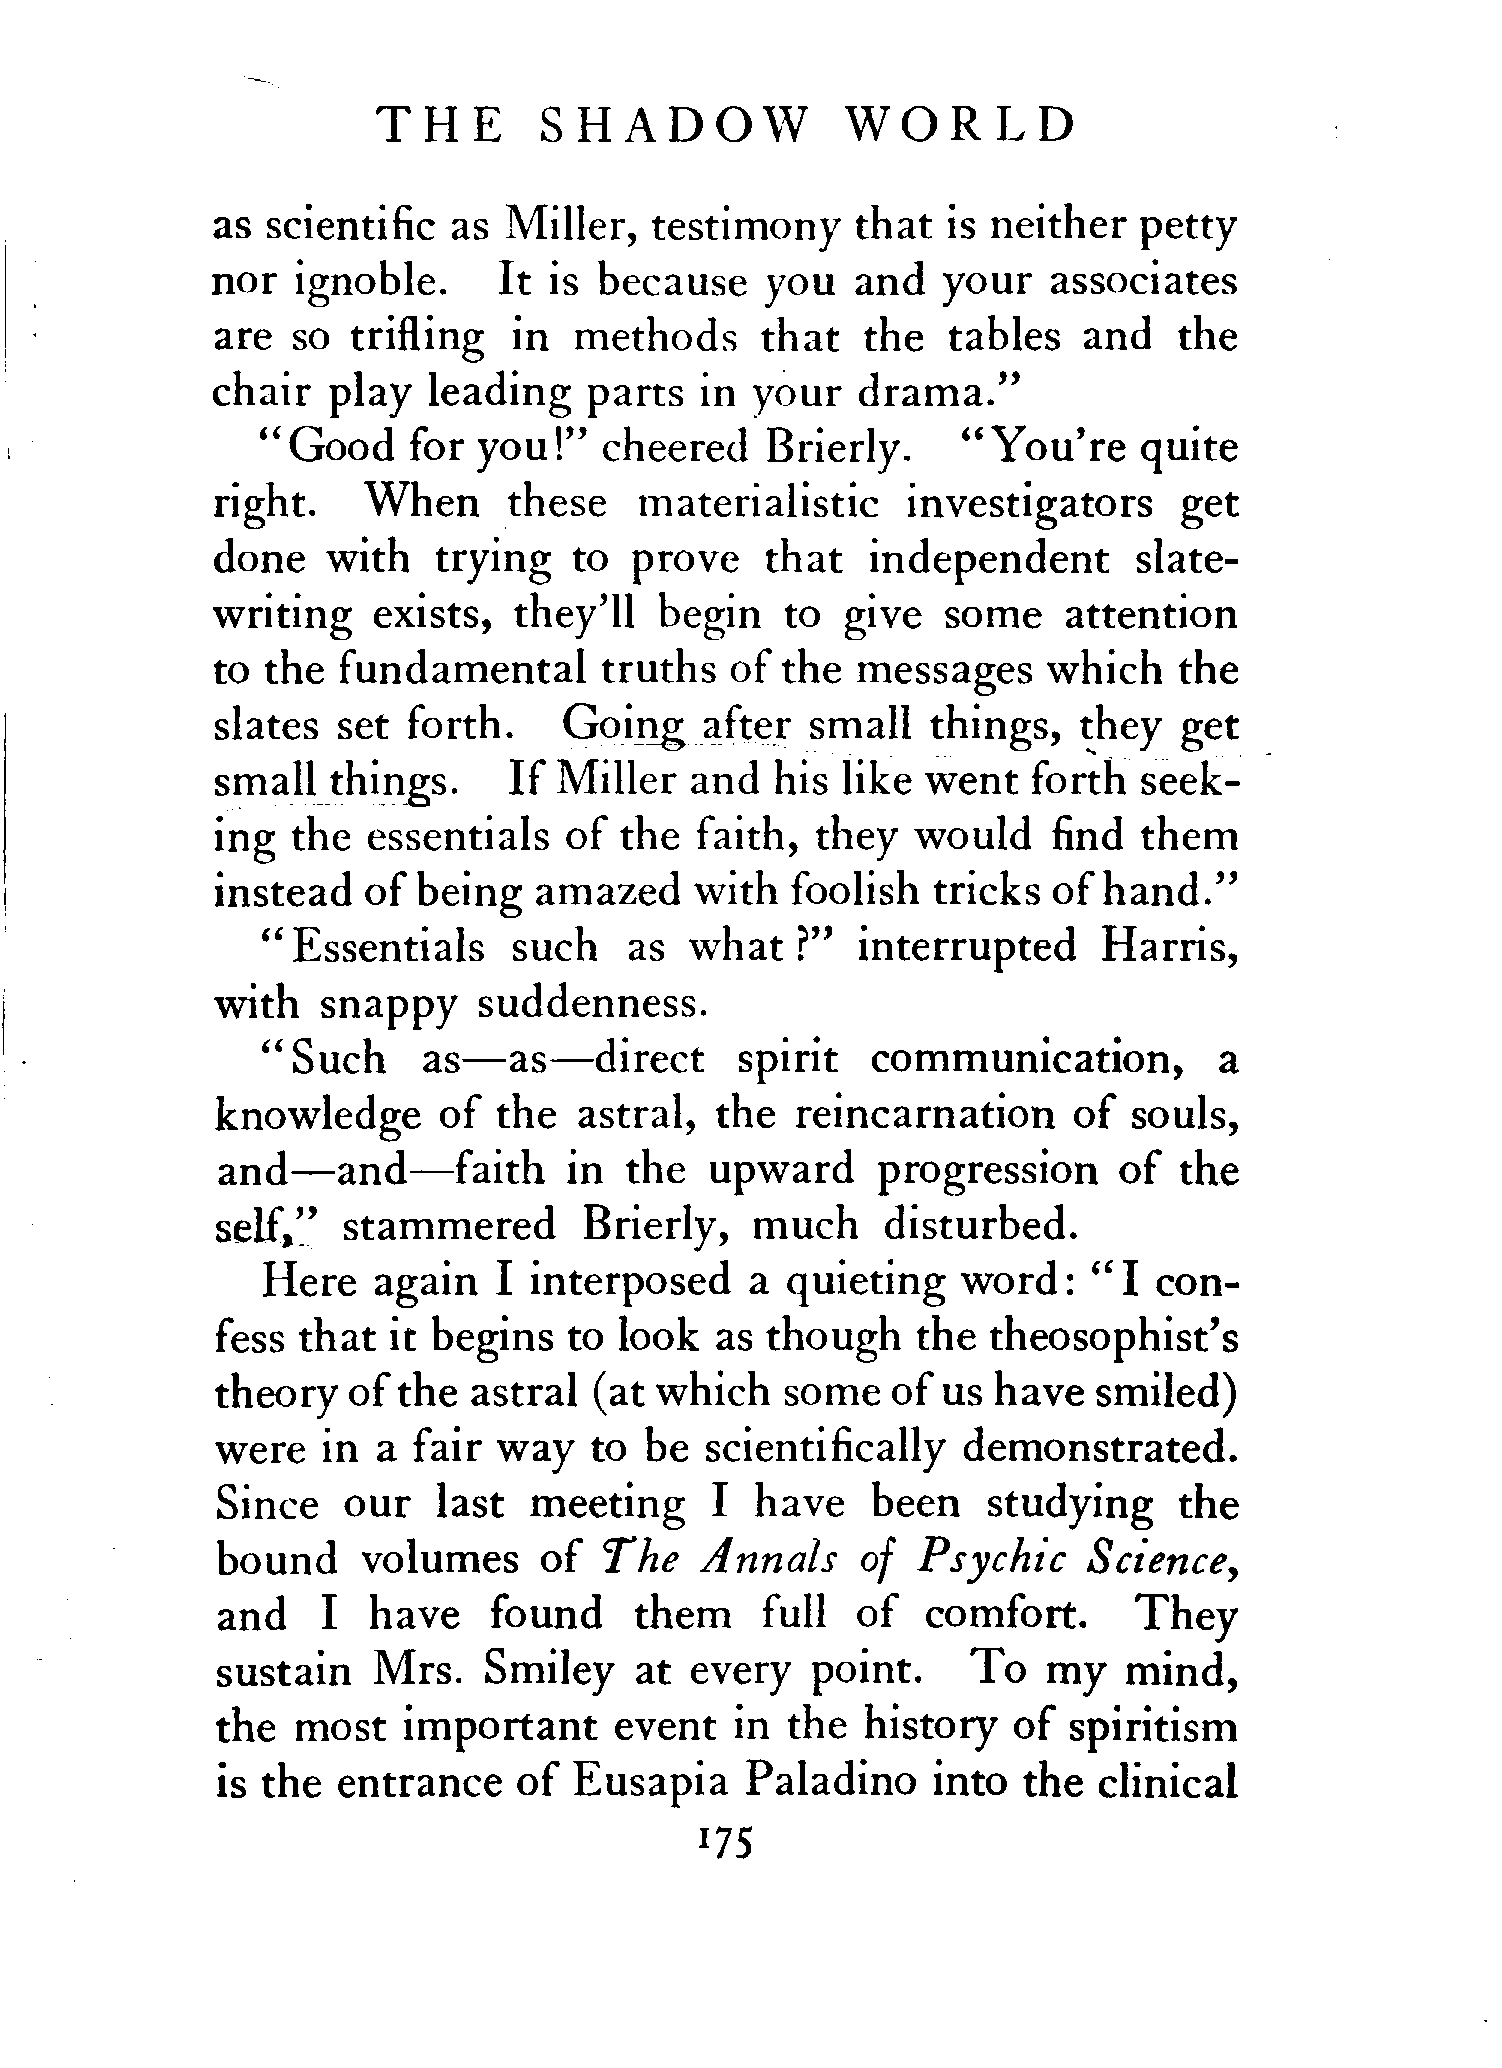 THE SHADOW WORLD
as scientific as Miller, testimony that is neither petty
nor ignoble. It is because you and your associates
are so trifling in methods that the tables and the
chair play leading parts in your drama.”
“Good for you!” cheered Brierly. “You’re quite
right. When these materialistic investigators get
done with trying to prove that independent slate-
writing exists, they’ll begin to give some attention
to the fundamental truths of the messages which the
slates set forth. Going after small things, they get
small things. If Miller and his like went forth seek-
ing the essentials of the faith, they would find them
instead of being amazed with foolish tricks of hand.”
“Essentials such as what?” interrupted Harris,
with snappy suddenness.
“Such as—as—direct spirit communication, a
knowledge of the astral, the reincarnation of souls,
and—and—faith in the upward progression of the
self,” stammered Brierly, much disturbed.
Here again I interposed a quieting word: “I con-
fess that it begins to look as though the theosophist’s
theory of the astral (at which some of us have smiled)
were in a fair way to be scientifically demonstrated.
Since our last meeting I have been studying the
bound volumes of The Annals of Psychic Science,
and I have found them full of comfort. They
sustain Mrs. Smiley at every point. To my mind,
the most important event in the history of spiritism
is the entrance of Eusapia Paladino into the clinical
175